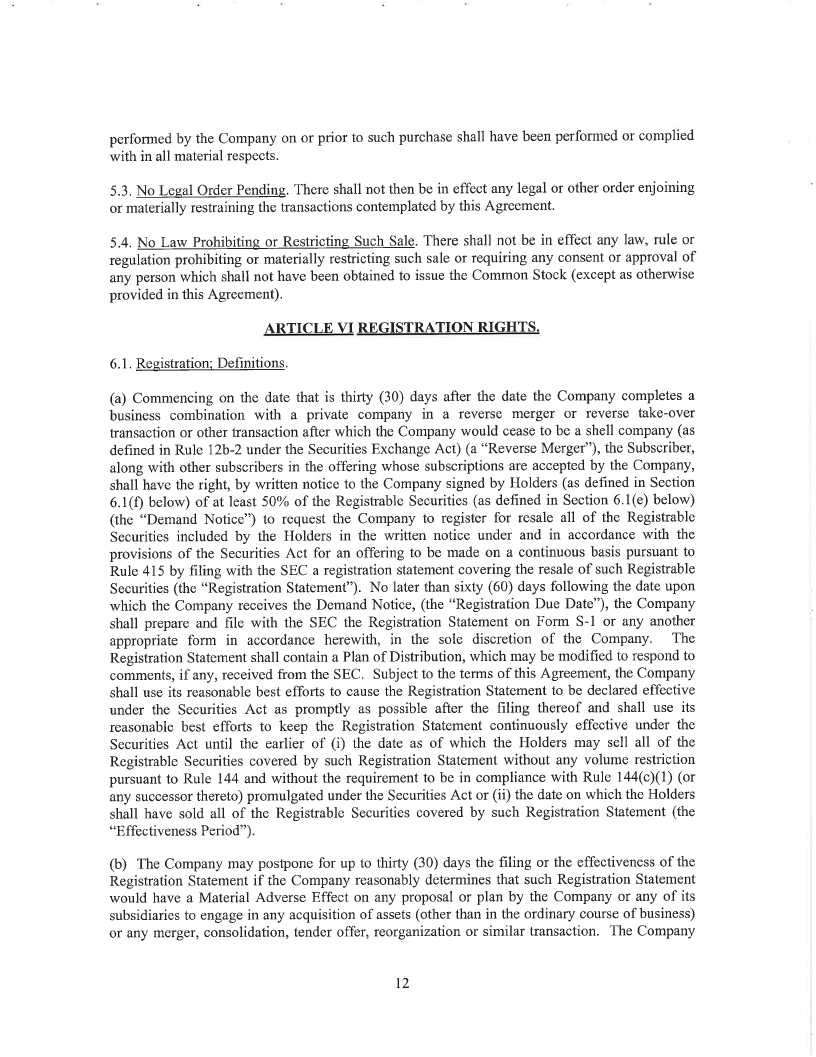 performed by the Company on or prior to such purchase shall have been performed or complied
with in all material respects.
5.3. No Legal Order Pending. There shall not then be in effect any legal or other order enjoining
or materially restraining the transactions contemplated by this Agreement.
5.4. No Law Prohibiting or Restricting Such Sale. There shall not be in effect any law, rule or
regulation prohibiting or materially restricting such sale or requiring any consent or approval of
any person which shall not have been obtained to issue the Common Stock (except as otherwise
provided in this Agreement).
ARTICLE VI REGISTRATION RIGHTS.
6.1. Registration; Definitions.
(a) Commencing on the date that is thirty (30) days after the date the Company completes a
business combination with a private company in a reverse merger or reverse take-over
transaction or other transaction after which the Company would cease to be a shell company (as
defined in Rule 12b-2 under the Securities Exchange Act) (a “Reverse Merger”), the Subscriber,
along with other subscribers in the offering whose subscriptions are accepted by the Company,
shall have the right, by written notice to the Company signed by Holders (as defined in Section
6.1(f) below) of at least 50% of the Registrable Securities (as defined in Section 6.1(e) below)
(the “Demand Notice”) to request the Company to register for resale all of the Registrable
Securities included by the Holders in the written notice under and in accordance with the
provisions of the Securities Act for an offering to be made on a continuous basis pursuant to
Rule 415 by filing with the SEC a registration statement covering the resale of such Registrable
Securities (the “Registration Statement”). No later than sixty (60) days following the date upon
which the Company receives the Demand Notice, (the “Registration Due Date”), the Company
shall prepare and file with the SEC the Registration Statement on Form S-1 or any another
appropriate form in accordance herewith, in the sole discretion of the Company. The
Registration Statement shall contain a Plan of Distribution, which may be modified to respond to
comments, if any, received from the SEC. Subject to the terms of this Agreement, the Company
shall use its reasonable best efforts to cause the Registration Statement to be declared effective
under the Securities Act as promptly as possible after the filing thereof and shall use its
reasonable best efforts to keep the Registration Statement continuously effective under the
Securities Act until the earlier of (i) the date as of which the Holders may sell all of the
Registrable Securities covered by such Registration Statement without any volume restriction
pursuant to Rule 144 and without the requirement to be in compliance with Rule 144(c)(1) (or
any successor thereto) promulgated under the Securities Act or (ii) the date on which the Holders
shall have sold all of the Registrable Securities covered by such Registration Statement (the
“Effectiveness Period”).
(b) The Company may postpone for up to thirty (30) days the filing or the effectiveness of the
Registration Statement if the Company reasonably determines that such Registration Statement
would have a Material Adverse Effect on any proposal or plan by the Company or any of its
subsidiaries to engage in any acquisition of assets (other than in the ordinary course of business)
or any merger, consolidation, tender offer, reorganization or similar transaction. The Company
12